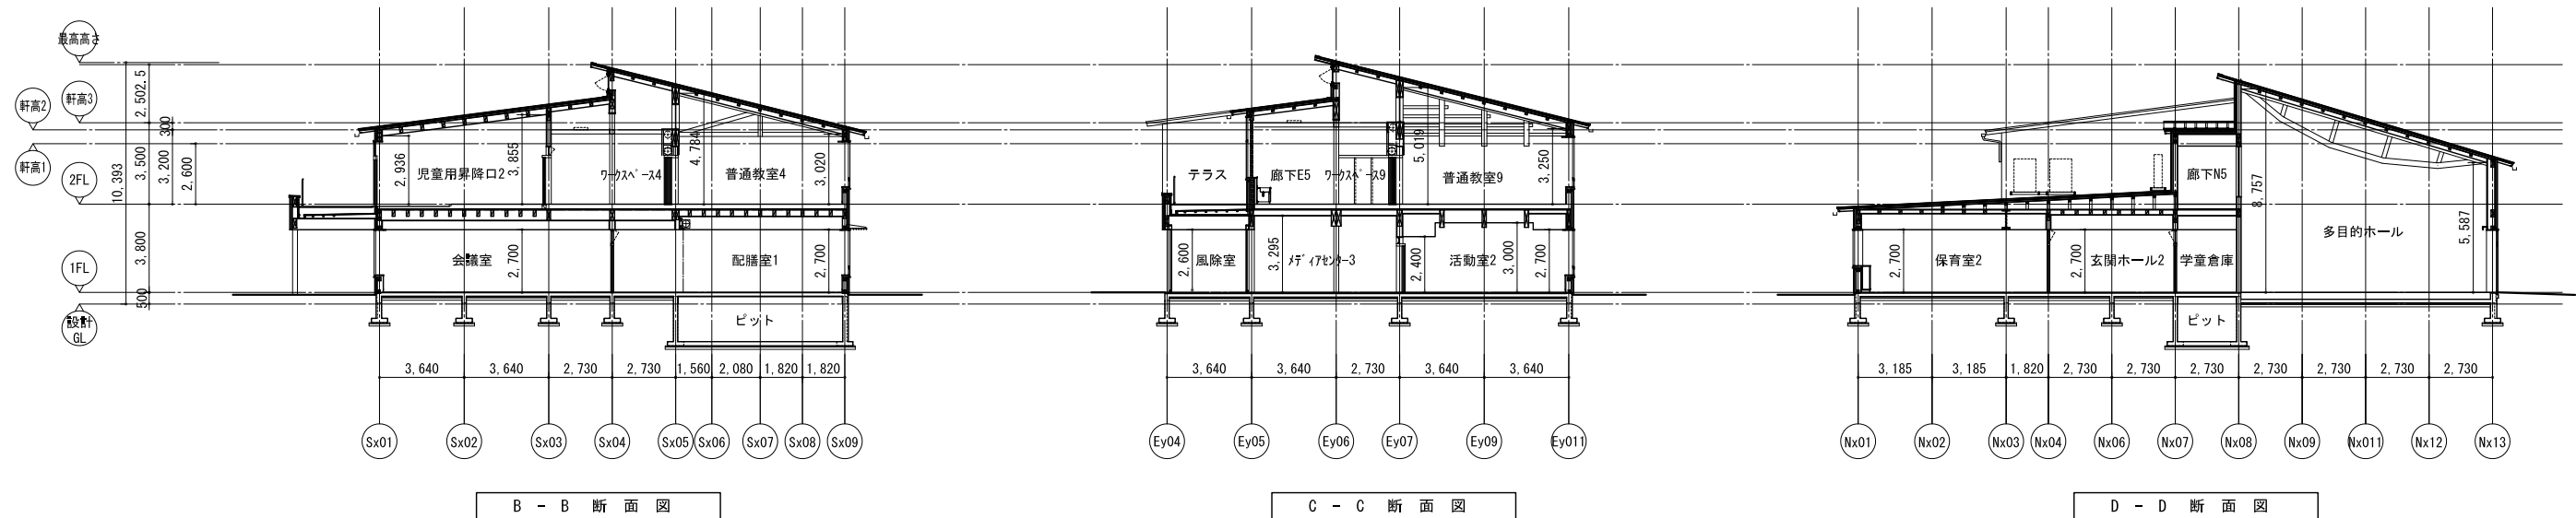 最高高さ
軒高3
軒高2
軒高1
2FL
1FL
設計
GL
10,393
2,502.5
300
3,500
3,200
2,600
3,800
500
児童用昇降口2
ワークスペース4
普通教室4
2,936
3,855
4,784
3,020
会議室
配膳室1
2,700
2,700
ピット
3,640
3,640
2,730
2,730
1,560
2,080
1,820
1,820
Sx01
Sx02
Sx03
Sx04
Sx05
Sx06
Sx07
Sx08
Sx09
B - B 断 面 図
テラス
廊下E5
ワークスペース9
普通教室9
5,019
3,250
風除室
メディアセンター3
活動室2
2,600
3,295
2,400
3,000
2,700
3,640
3,640
2,730
3,640
3,640
Ey04
Ey05
Ey06
Ey07
Ey09
Ey011
C - C 断 面 図
廊下N5
8,757
多目的ホール
5,587
2,700
保育室2
2,700
玄関ホール2
学童倉庫
ピット
3,185
3,185
1,820
2,730
2,730
2,730
2,730
2,730
2,730
2,730
Nx01
Nx02
Nx03
Nx04
Nx06
Nx07
Nx08
Nx09
Nx011
Nx12
Nx13
D - D 断 面 図